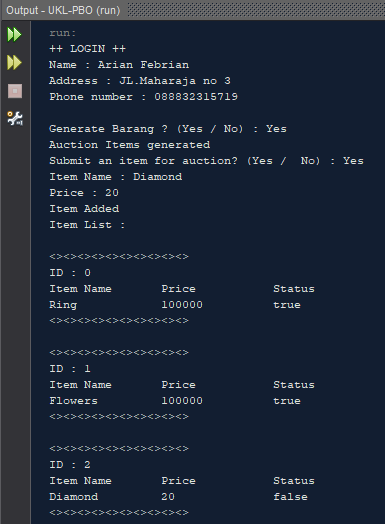 Output - UKL-PBO (run)
run:
++ LOGIN ++
Name : Arian Febrian
Address : JL.Maharaja no 3
Phone number : 088832315719
Generate Barang ? (Yes / No) : Yes
Auction Items generated
Submit an item for auction? (Yes /  No) : Yes
Item Name : Diamond
Price : 20
Item Added
Item List :
<><><><><><><><><><>
ID : 0
Item Name       Price           Status
Ring            100000          true
<><><><><><><><><><>
<><><><><><><><><><>
ID : 1
Item Name       Price           Status
Flowers         100000          true
<><><><><><><><><><>
<><><><><><><><><><>
ID : 2
Item Name       Price           Status
Diamond         20              false
<><><><><><><><><><>